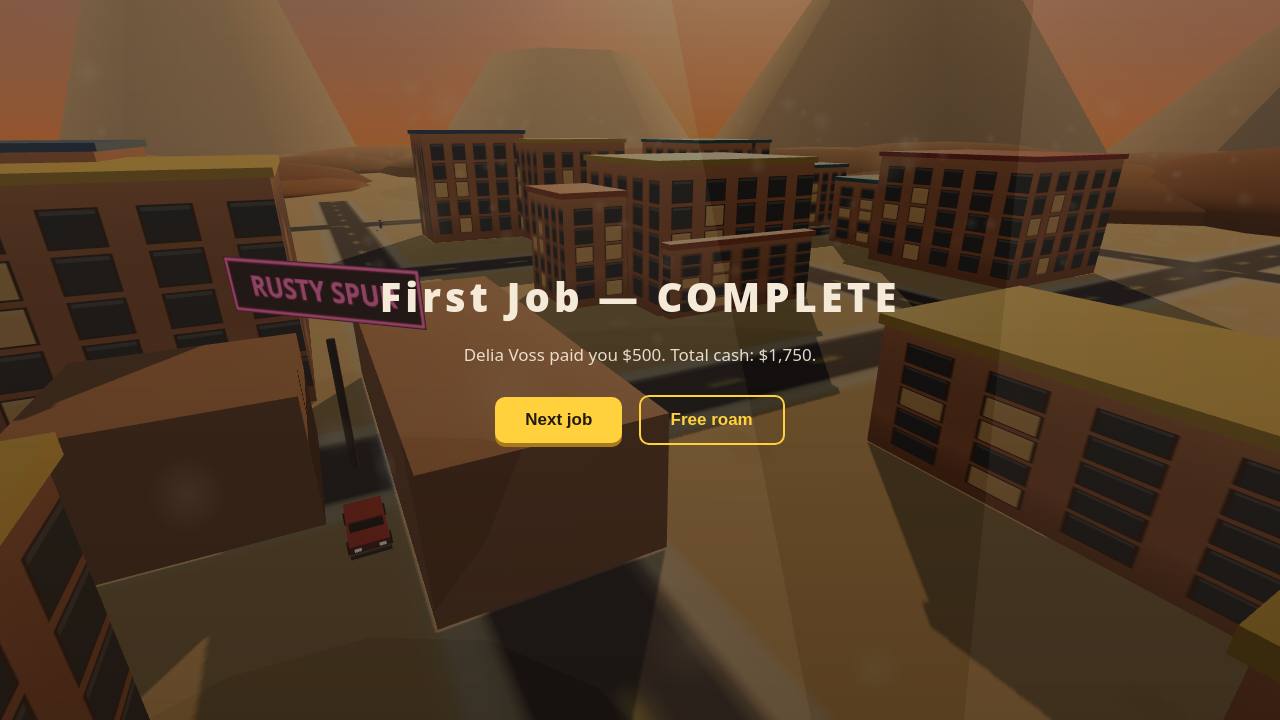 RUSTY SPUR
First Job — COMPLETE
Delia Voss paid you $500. Total cash: $1,750.
Next job
Free roam